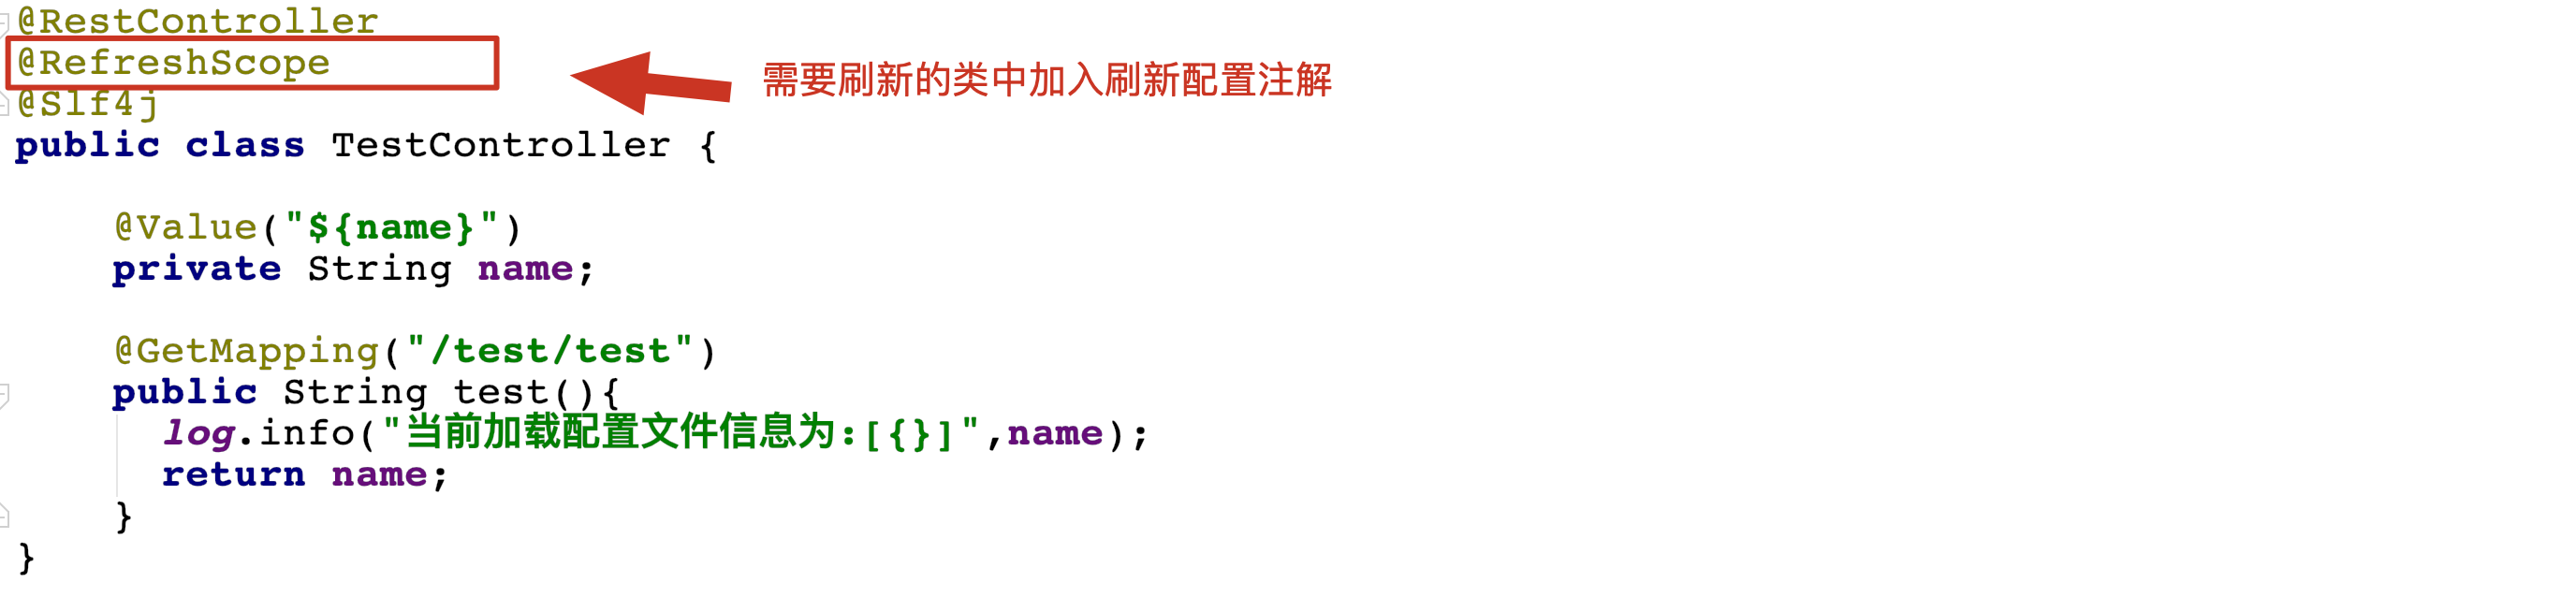 @RestController
@RefreshScope
需要刷新的类中加入刷新配置注解
@Slf4j
public class TestController {
@Value("${name}")
private String name;
@GetMapping("/test/test")
public String test(){
log.info("当前加载配置文件信息为:[{}]",name);
return name;
}
}